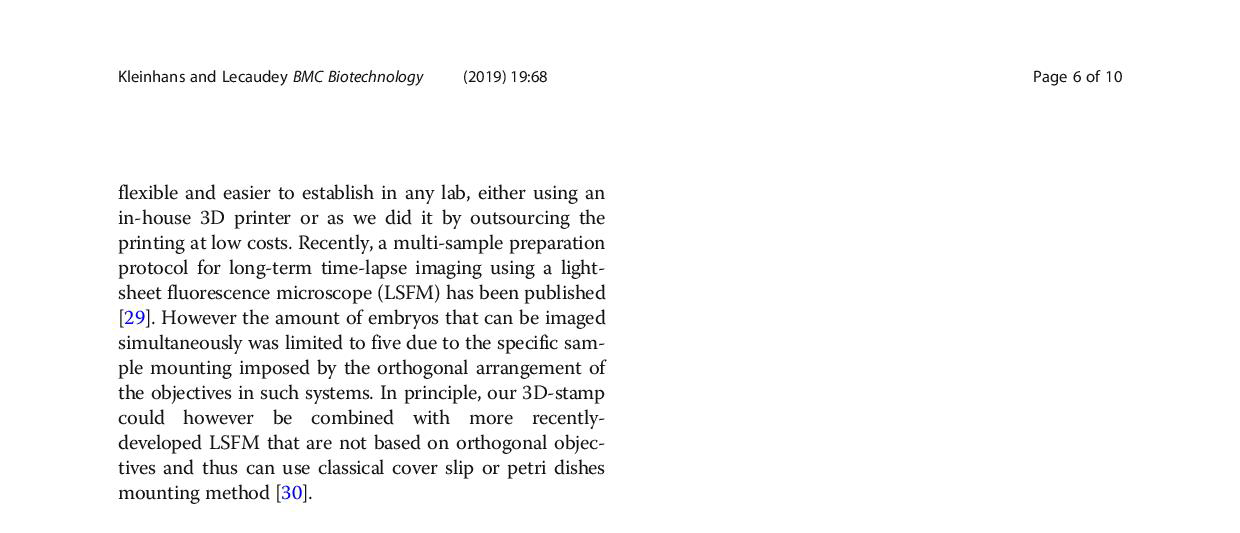 Kleinhans and Lecaudey BMC Biotechnology (2019) 19:68 Page 6 of 10
flexible and easier to establish in any lab, either using an
in-house 3D printer or as we did it by outsourcing the
printing at low costs. Recently, a multi-sample preparation
protocol for long-term time-lapse imaging using a light-
sheet fluorescence microscope (LSFM) has been published
[29]. However the amount of embryos that can be imaged
simultaneously was limited to five due to the specific sam-
ple mounting imposed by the orthogonal arrangement of
the objectives in such systems. In principle, our 3D-stamp
could however be combined with more recently-
developed LSFM that are not based on orthogonal objec-
tives and thus can use classical cover slip or petri dishes
mounting method [30].